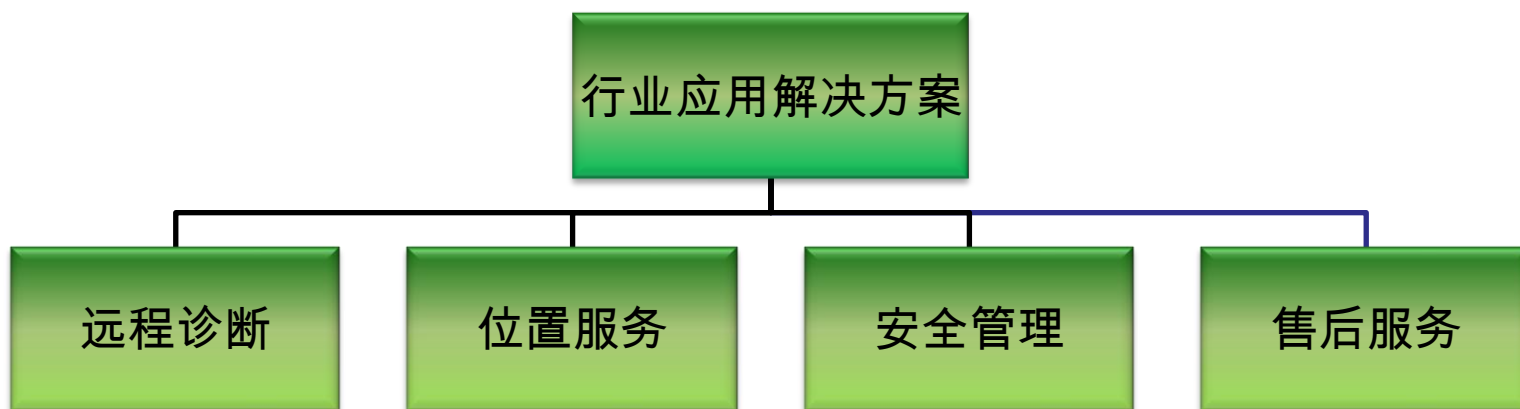 行业应用解决方案
远程诊断
位置服务
安全管理
售后服务